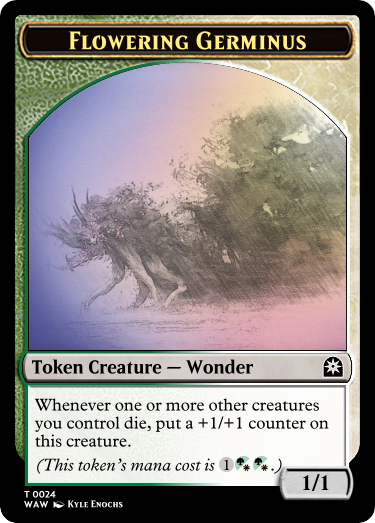 Flowering Germinus
Token Creature — Wonder
Whenever one or more other creatures
you control die, put a +1/+1 counter on
this creature.
(This token's mana cost is 1 .)
1/1
T 0024
WAW Kyle Enochs